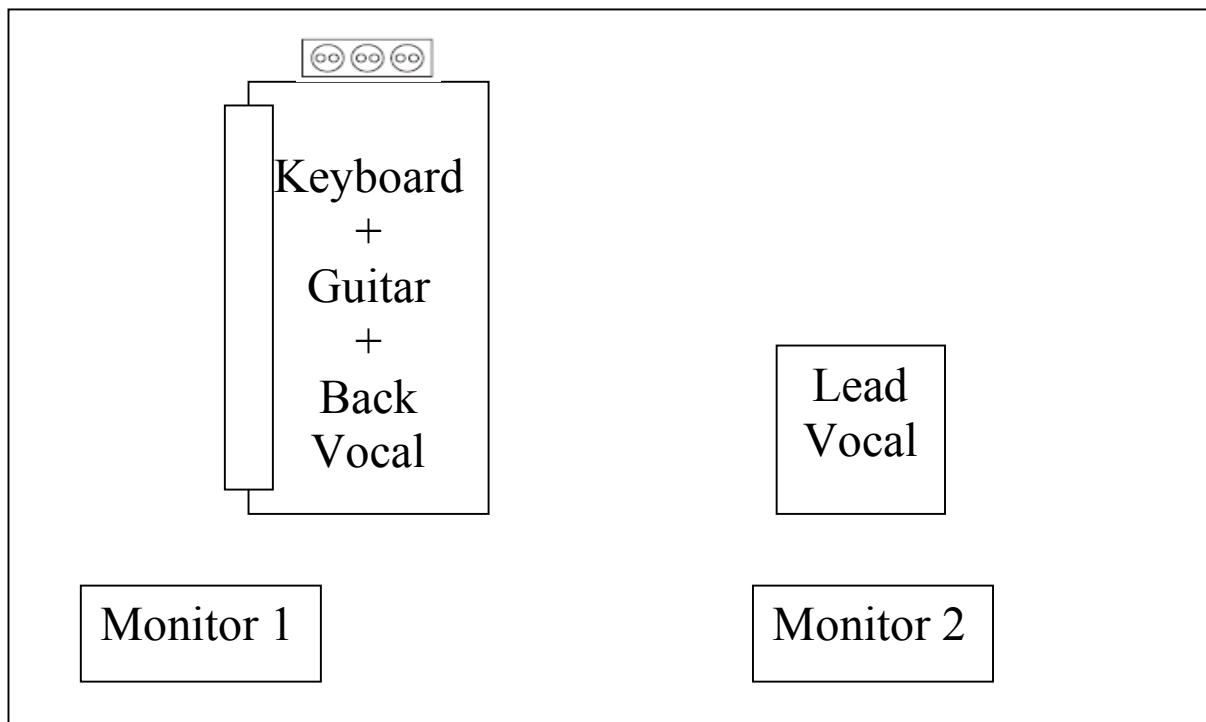 Keyboard
+
Guitar
+
Back
Vocal
Lead
Vocal
Monitor 1
Monitor 2